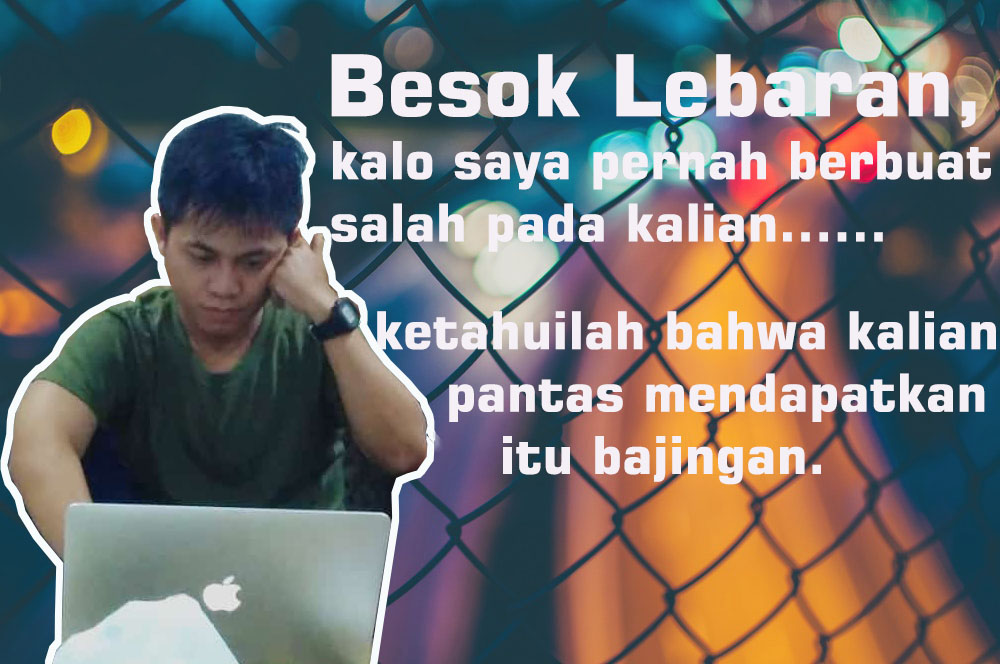 Besok Lebaran,
kalo saya pernah berbuat
salah pada kalian......
ketahuilah bahwa kalian
pantas mendapatkan
itu bajingan.